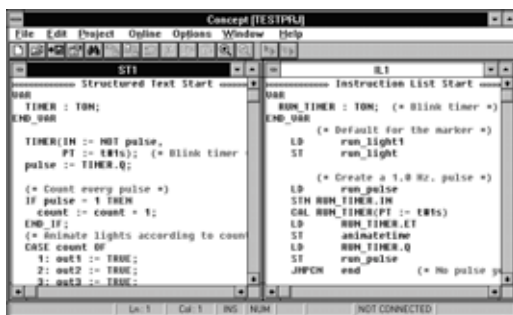 Concept [TESTPRJ]
File Edit Project Online Options Window Help
ST1
Structured Text Start
VAR
TIMER : TON;
END_VAR
TIMER(IN := NOT pulse,
PT := t#1s); (* Blink timer
pulse := TIMER.Q;
(* Count every pulse *)
IF pulse = 1 THEN
count := count + 1;
END_IF;
(* Animate lights according to count
CASE count OF
1: out1 := TRUE;
2: out2 := TRUE;
3: out3 := TRUE;
IL1
Instruction List Start
VAR
RUN_TIMER : TON; (* Blink timer *)
END_VAR
(* Default for the marker *)
LD run_light1
ST run_light
(* Create a 1.0 Hz. pulse *)
LD run_pulse
STN RUN_TIMER.IN
CAL RUN_TIMER(PT := t#1s)
LD RUN_TIMER.ET
ST animatetime
LD RUN_TIMER.Q
ST run_pulse
JMPCN end (* No pulse
Ln: 1 Col: 1 INS NUM NOT CONNECTED